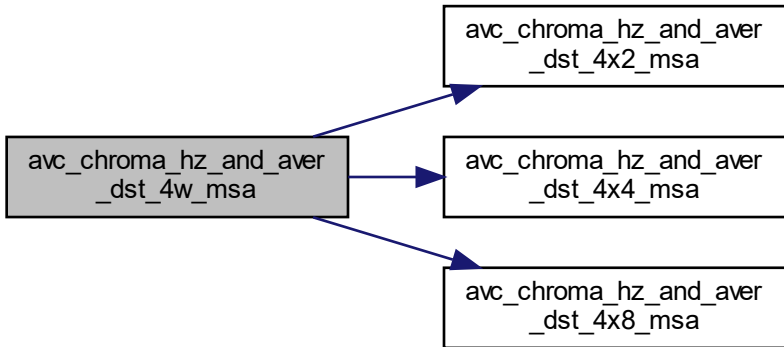 avc_chroma_hz_and_aver
_dst_4x2_msa
avc_chroma_hz_and_aver
_dst_4w_msa
avc_chroma_hz_and_aver
_dst_4x4_msa
avc_chroma_hz_and_aver
_dst_4x8_msa